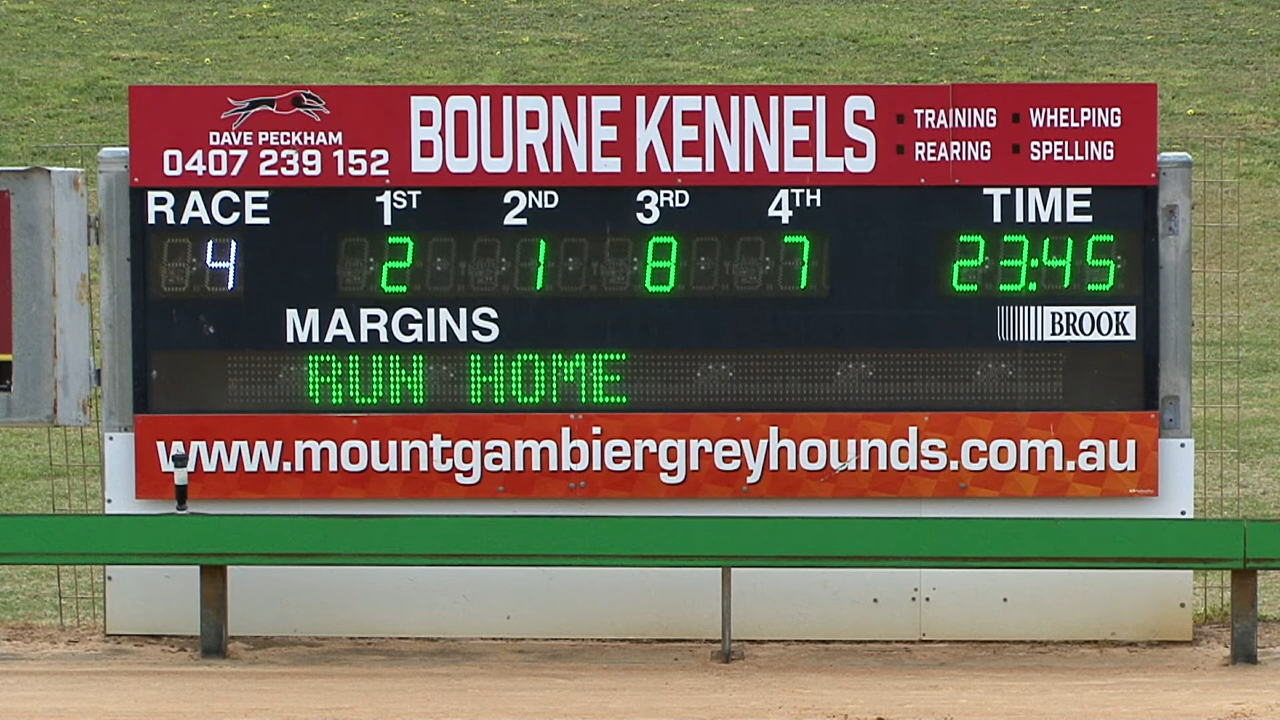 BOURNE KENNELS
DAVE PECKHAM
0407 239 152
▪ TRAINING ▪ WHELPING
▪ REARING ▪ SPELLING
RACE 1ST 2ND 3RD 4TH TIME
4 2 1 8 7 23:45
MARGINS
BROOK
RUN HOME
www.mountgambiergreyhounds.com.au